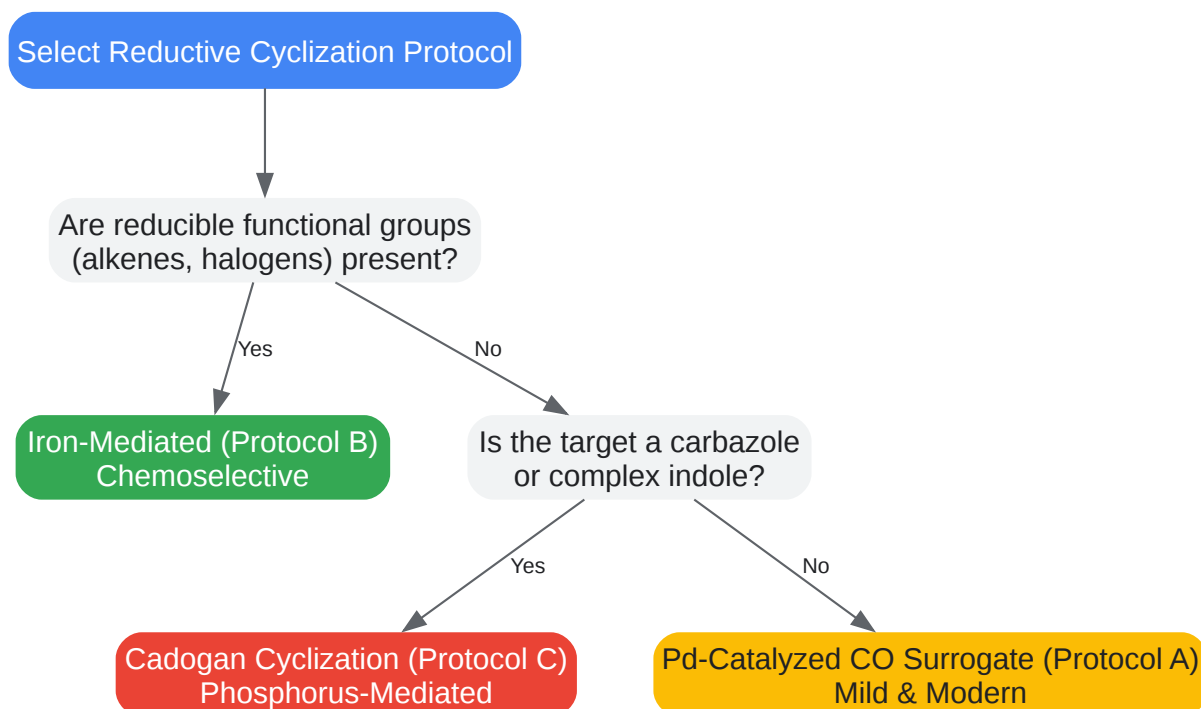 Select Reductive Cyclization Protocol
Are reducible functional groups
(alkenes, halogens) present?
Yes
No
Iron-Mediated (Protocol B)
Chemoselective
Is the target a carbazole
or complex indole?
Yes
No
Cadogan Cyclization (Protocol C)
Phosphorus-Mediated
Pd-Catalyzed CO Surrogate (Protocol A)
Mild & Modern